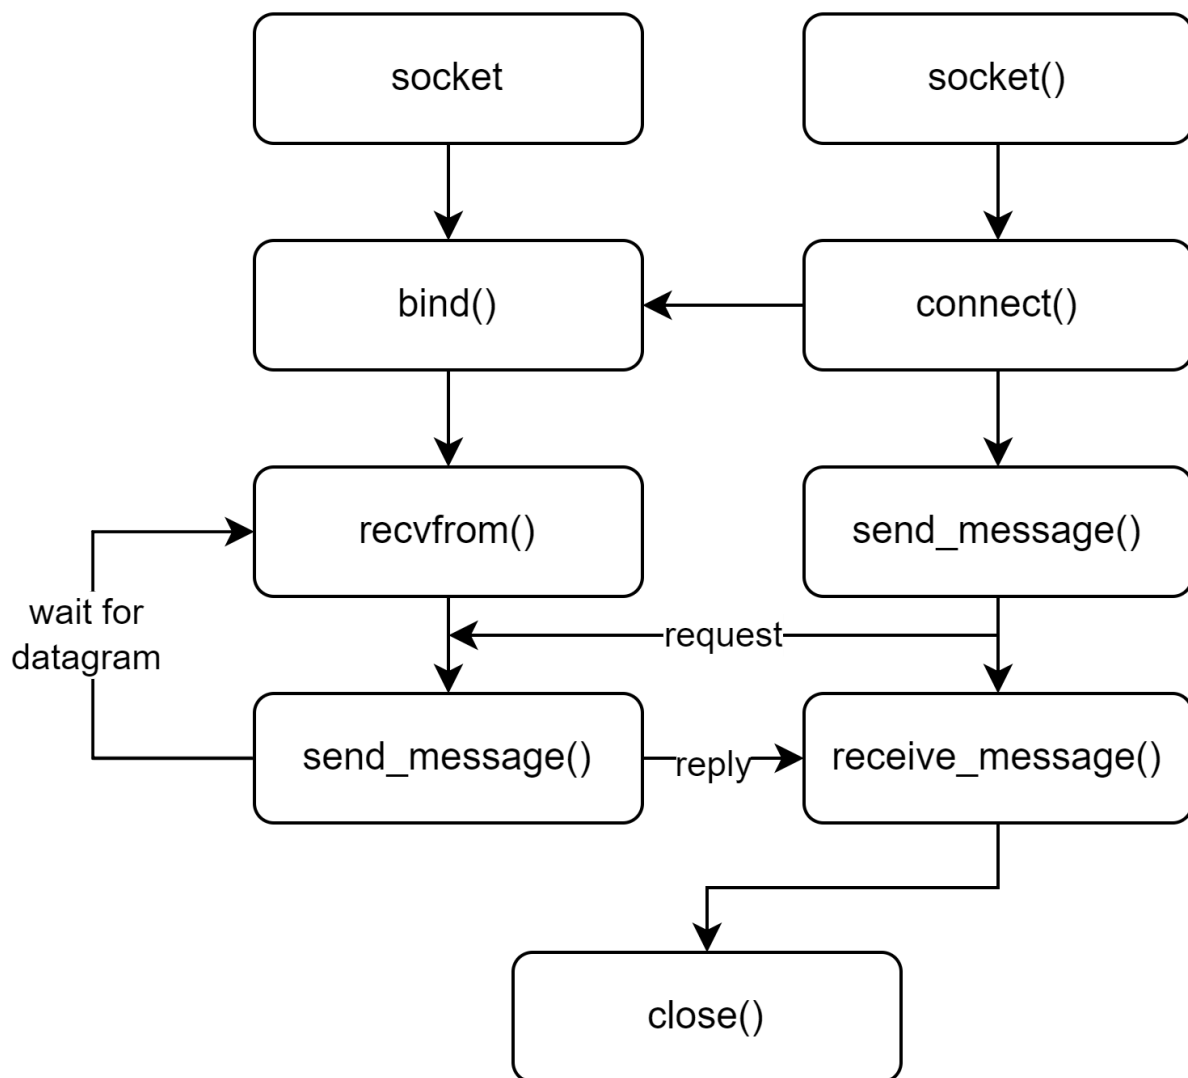 socket
socket()
bind()
connect()
recvfrom()
send_message()
wait for
datagram
request
send_message()
reply
receive_message()
close()